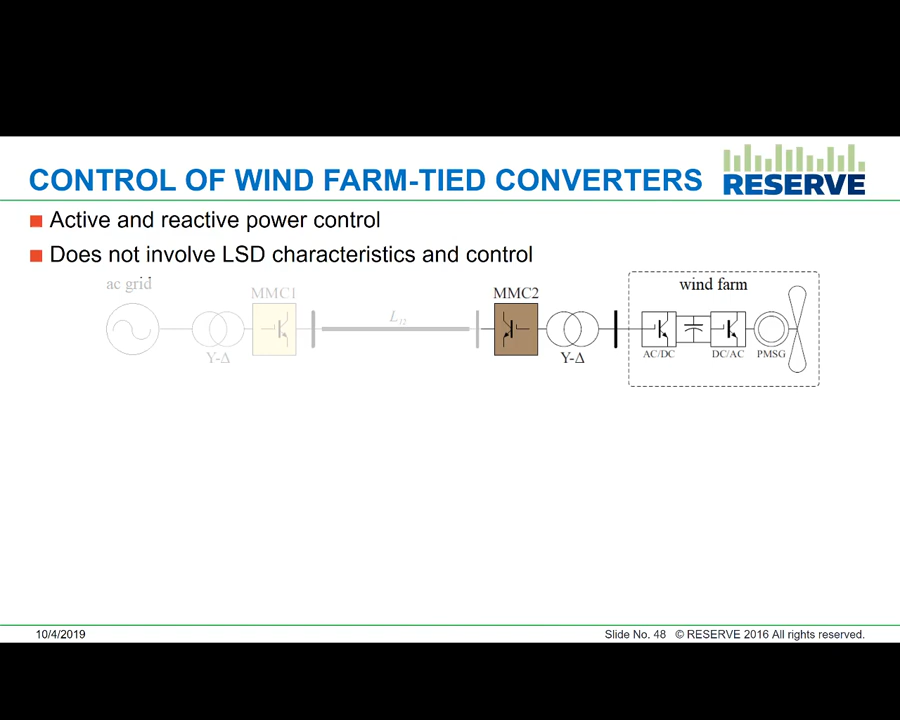 CONTROL OF WIND FARM-TIED CONVERTERS
RESERVE
Active and reactive power control
Does not involve LSD characteristics and control
ac grid
MMC1
L12
MMC2
wind farm
Y-Δ
Y-Δ
AC/DC
DC/AC
PMSG
10/4/2019
Slide No. 48 © RESERVE 2016 All rights reserved.